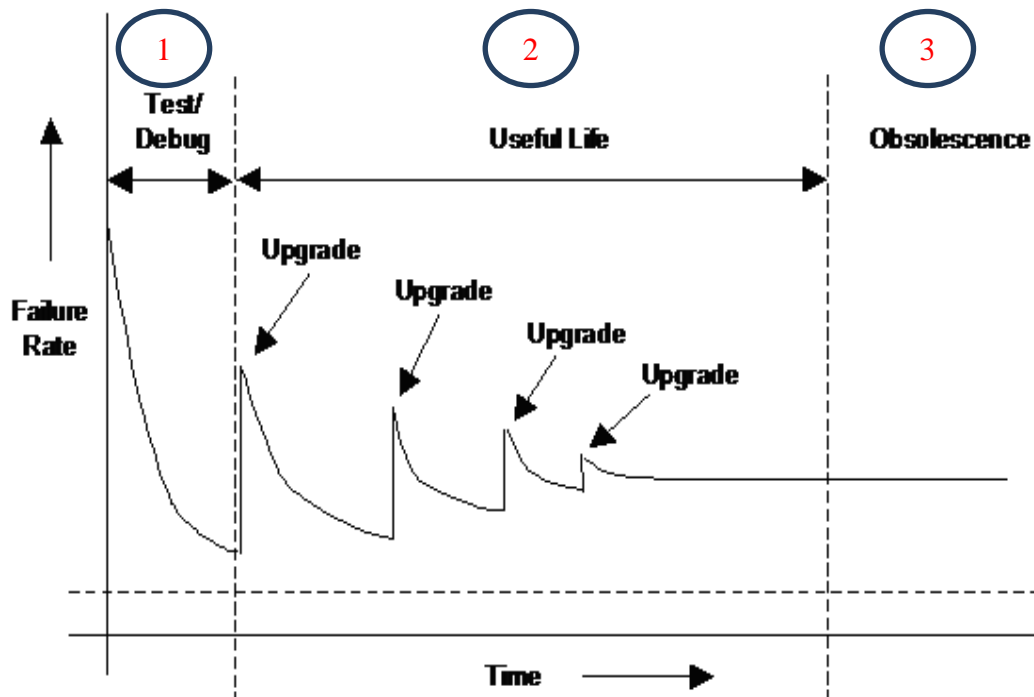 1
2
3
Test/
Debug
Useful Life
Obsolescence
Upgrade
Upgrade
Upgrade
Upgrade
Failure
Rate
Time